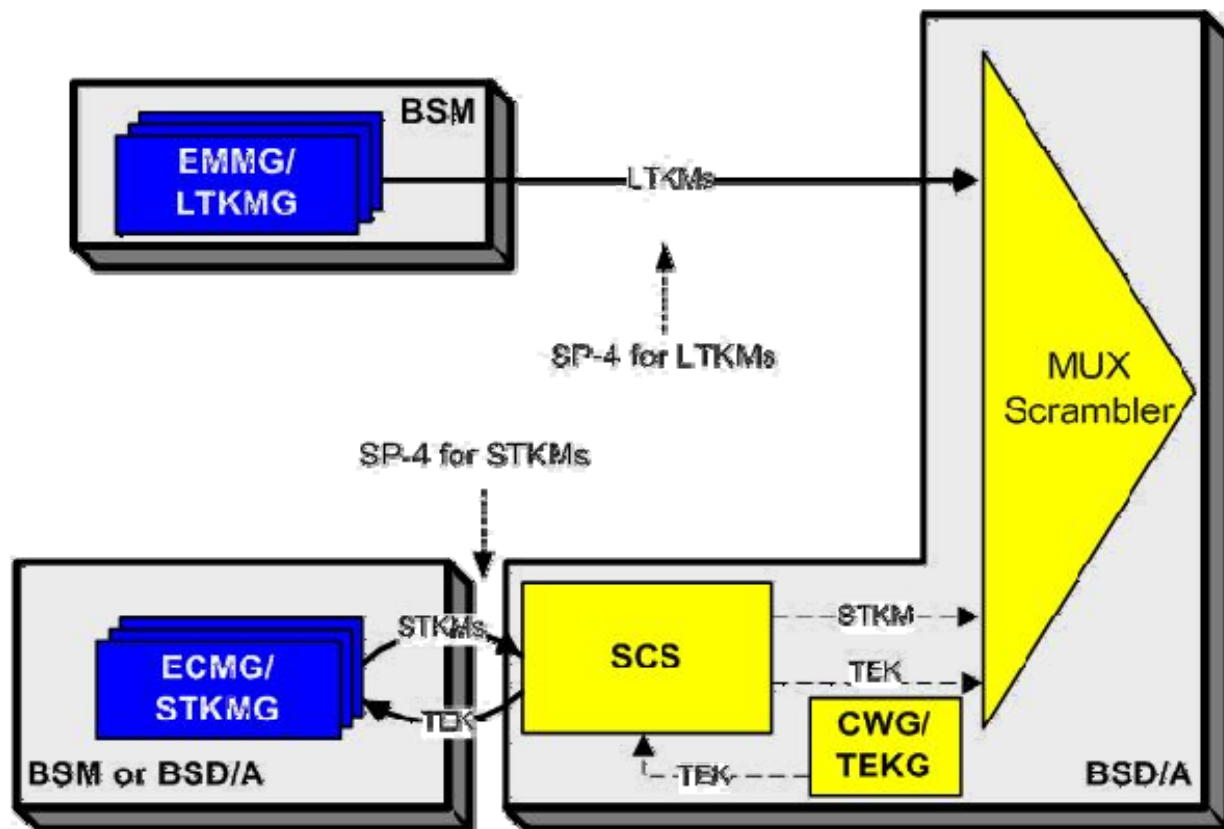 BSM
EMMG/
LTKMG
LTKMs
SP-4 for LTKMs
MUX
Scrambler
SP-4 for STKMs
STKMs
ECMG/
STKMG
TEK
BSM or BSD/A
SCS
STKM
TEK
CWG/
TEKG
TEK
BSD/A